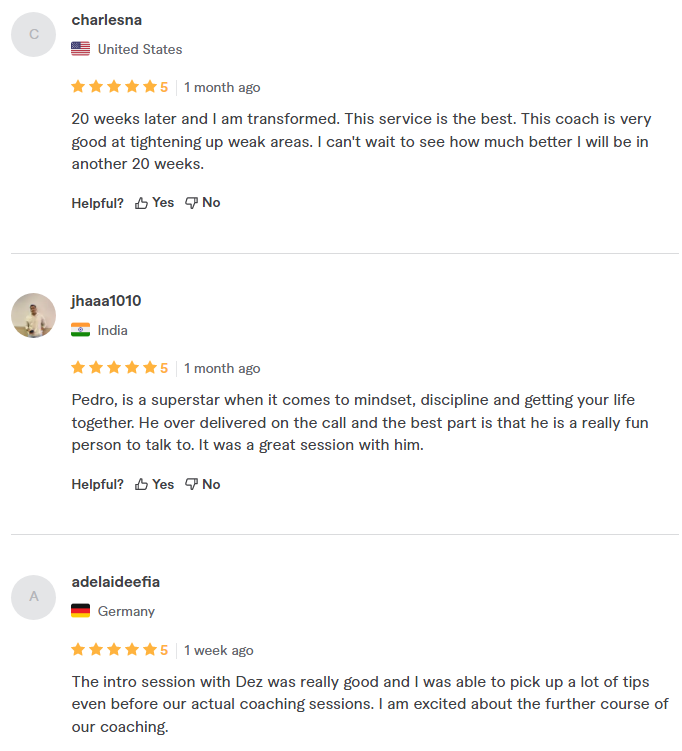 C
charlesna
United States
5 1 month ago
20 weeks later and I am transformed. This service is the best. This coach is very
good at tightening up weak areas. I can't wait to see how much better I will be in
another 20 weeks.
Helpful? Yes No
jhaaa1010
India
5 1 month ago
Pedro, is a superstar when it comes to mindset, discipline and getting your life
together. He over delivered on the call and the best part is that he is a really fun
person to talk to. It was a great session with him.
Helpful? Yes No
A
adelaideefia
Germany
5 1 week ago
The intro session with Dez was really good and I was able to pick up a lot of tips
even before our actual coaching sessions. I am excited about the further course of
our coaching.